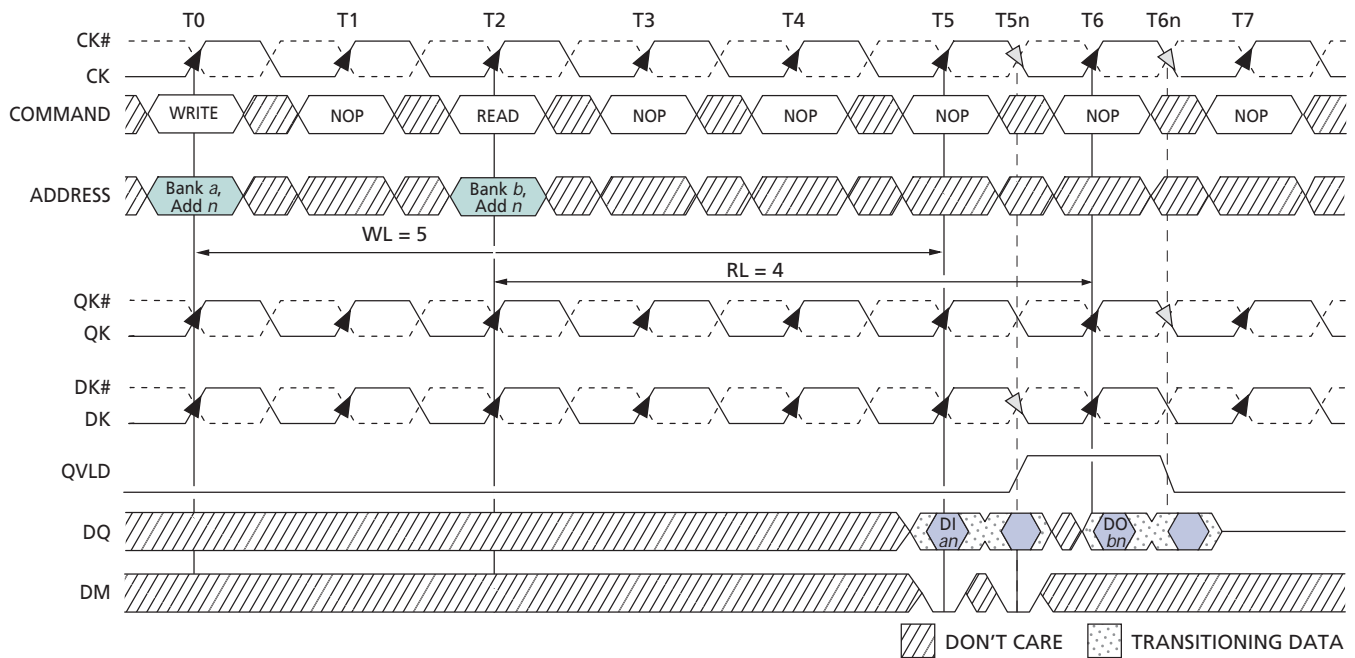 T0 T1 T2 T3 T4 T5 T5n T6 T6n T7
CK#
CK
COMMAND WRITE NOP READ NOP NOP NOP NOP NOP
ADDRESS Bank a, Add n Bank b, Add n
WL = 5
RL = 4
QK#
QK
DK#
DK
QVLD
DQ DI an DO bn
DM
DON'T CARE TRANSITIONING DATA